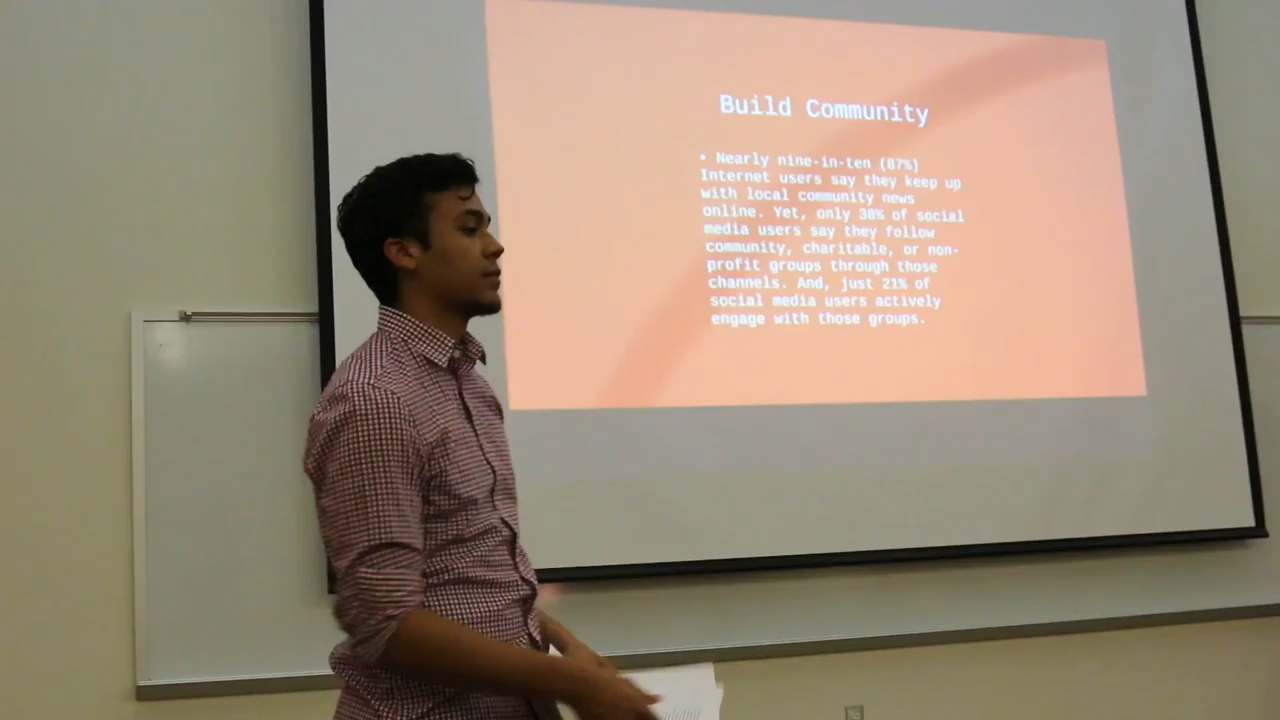 Build Community
• Nearly nine-in-ten (87%)
Internet users say they keep up
with local community news
online. Yet, only 38% of social
media users say they follow
community, charitable, or non-
profit groups through those
channels. And, just 21% of
social media users actively
engage with those groups.